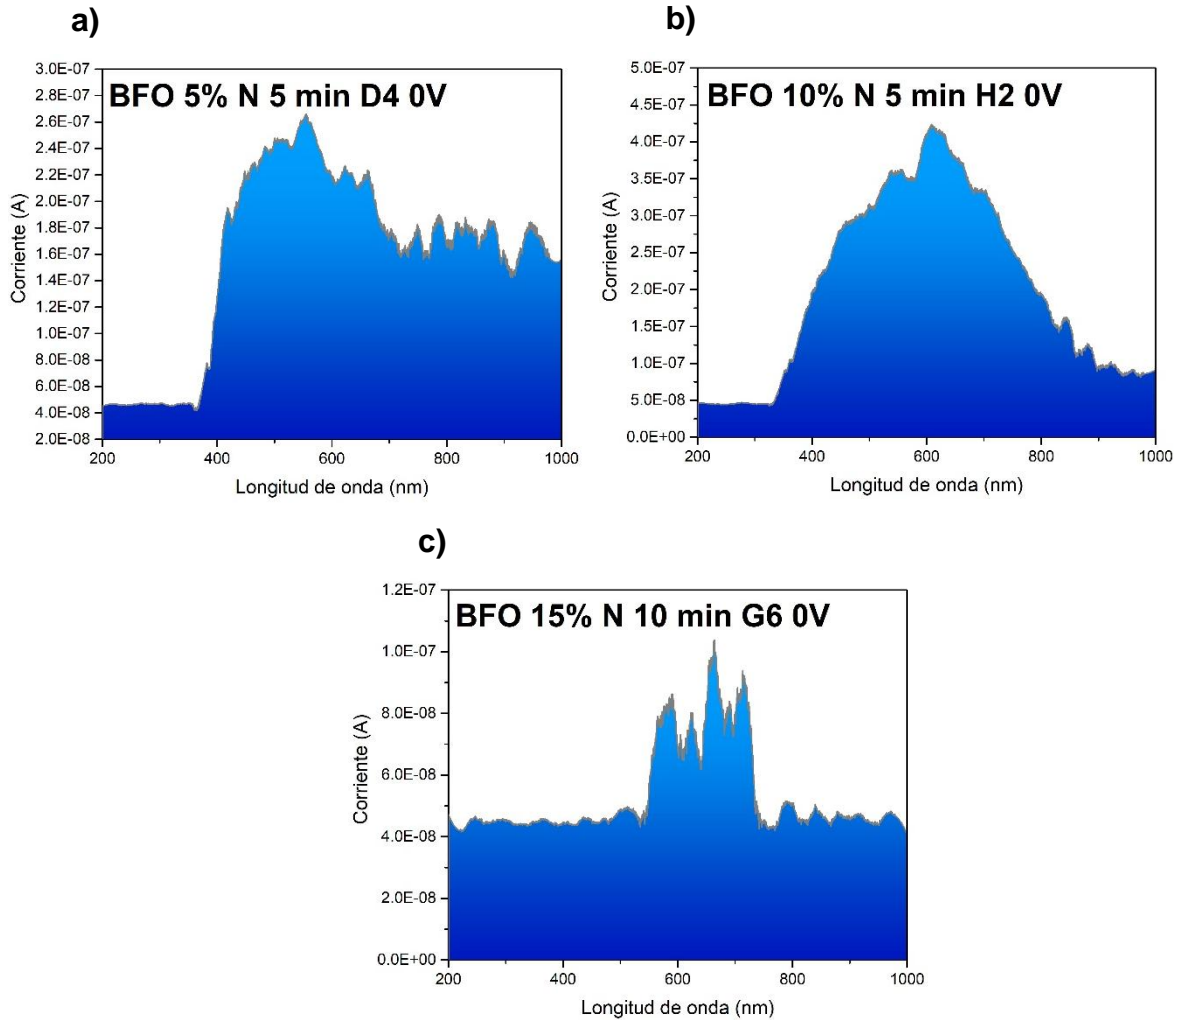 a)
BFO 5% N 5 min D4 0V
3.0E-07
2.8E-07
2.6E-07
2.4E-07
2.2E-07
2.0E-07
1.8E-07
1.6E-07
1.4E-07
1.2E-07
1.0E-07
8.0E-08
6.0E-08
4.0E-08
2.0E-08
Corriente (A)
200 400 600 800 1000
Longitud de onda (nm)
b)
BFO 10% N 5 min H2 0V
5.0E-07
4.5E-07
4.0E-07
3.5E-07
3.0E-07
2.5E-07
2.0E-07
1.5E-07
1.0E-07
5.0E-08
0.0E+00
Corriente (A)
200 400 600 800 1000
Longitud de onda (nm)
c)
BFO 15% N 10 min G6 0V
1.2E-07
1.0E-07
8.0E-08
6.0E-08
4.0E-08
2.0E-08
0.0E+00
Corriente (A)
200 400 600 800 1000
Longitud de onda (nm)